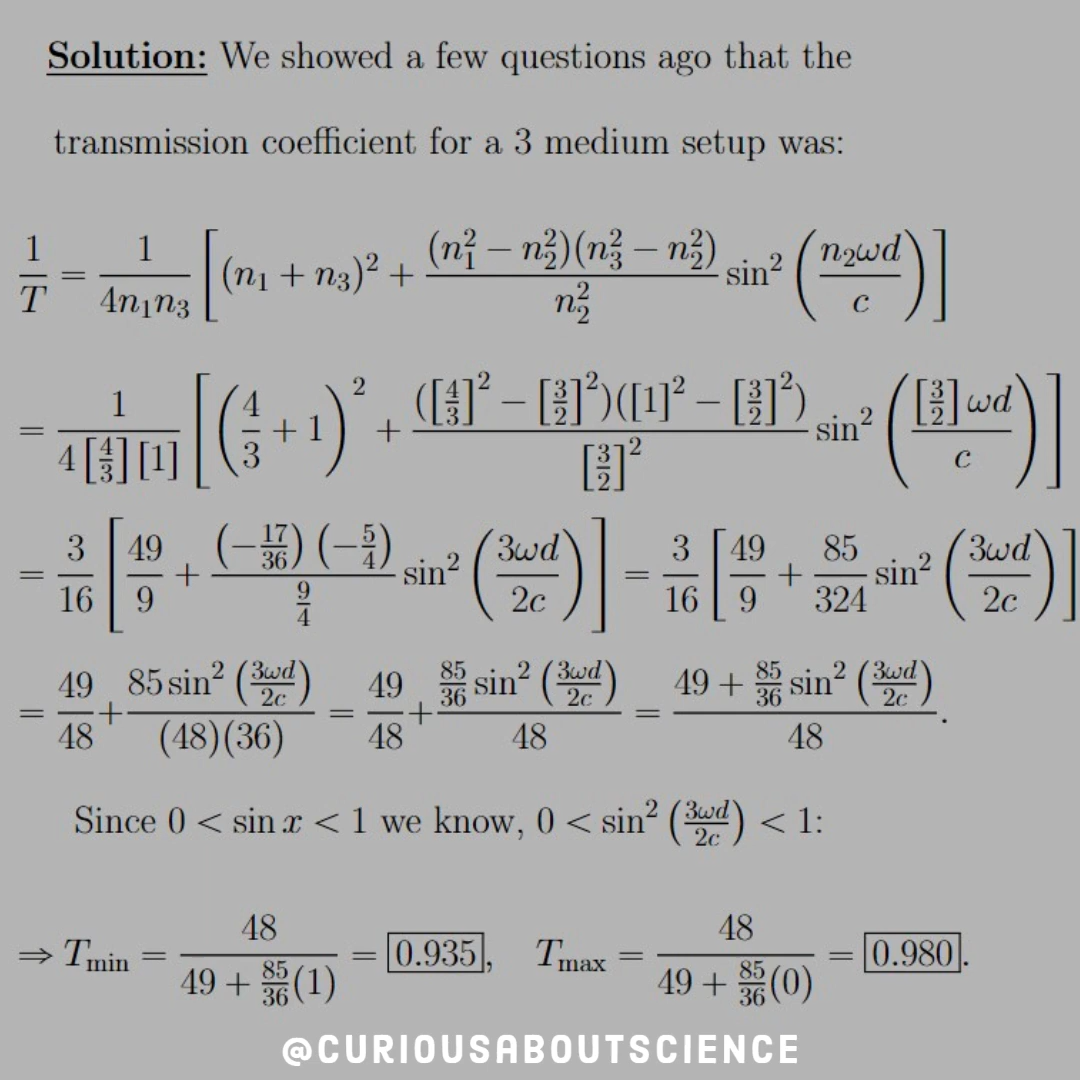 Solution: We showed a few questions ago that the
transmission coefficient for a 3 medium setup was:
1/T = 1/(4n₁n₃) [(n₁ + n₃)² + ((n₁² − n₂²)(n₃² − n₂²))/n₂² sin² (n₂ωd/c)]
= 1/(4[4/3][1]) [(4/3 + 1)² + (([4/3]² − [3/2]²)([1]² − [3/2]²))/[3/2]² sin² ([3/2]ωd/c)]
= 3/16 [49/9 + ((−17/36)(−5/4))/(9/4) sin² (3ωd/2c)] = 3/16 [49/9 + 85/324 sin² (3ωd/2c)]
= 49/48 + (85 sin² (3ωd/2c))/((48)(36)) = 49/48 + (85/36 sin² (3ωd/2c))/48 = (49 + 85/36 sin² (3ωd/2c))/48.
Since 0 < sin x < 1 we know, 0 < sin² (3ωd/2c) < 1:
⇒ Tmin = 48/(49 + 85/36(1)) = 0.935, Tmax = 48/(49 + 85/36(0)) = 0.980.
@CURIOUSABOUTSCIENCE